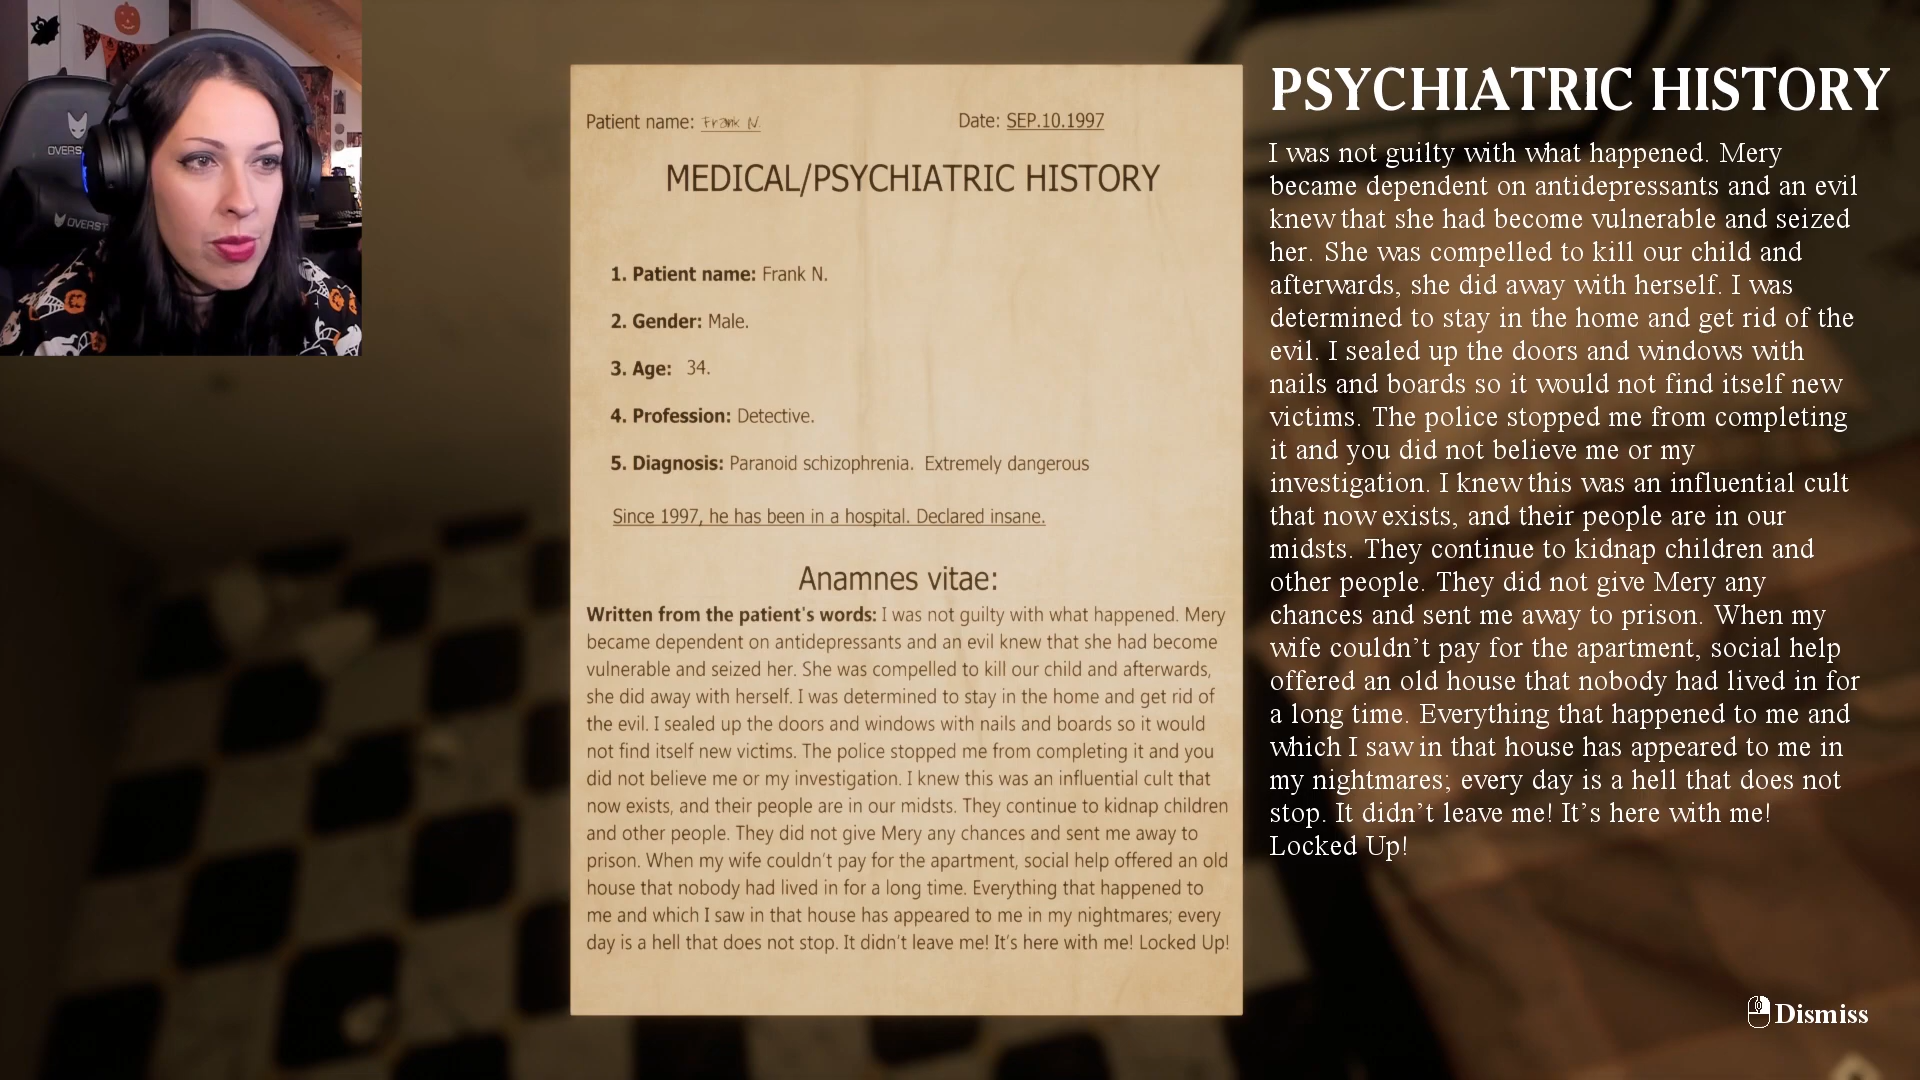 OVERS
OVERST
Patient name: Frank N.
Date: SEP.10.1997
MEDICAL/PSYCHIATRIC HISTORY
1. Patient name: Frank N.
2. Gender: Male.
3. Age: 34.
4. Profession: Detective.
5. Diagnosis: Paranoid schizophrenia. Extremely dangerous
Since 1997, he has been in a hospital. Declared insane.
Anamnes vitae:
Written from the patient's words: I was not guilty with what happened. Mery
became dependent on antidepressants and an evil knew that she had become
vulnerable and seized her. She was compelled to kill our child and afterwards,
she did away with herself. I was determined to stay in the home and get rid of
the evil. I sealed up the doors and windows with nails and boards so it would
not find itself new victims. The police stopped me from completing it and you
did not believe me or my investigation. I knew this was an influential cult that
now exists, and their people are in our midsts. They continue to kidnap children
and other people. They did not give Mery any chances and sent me away to
prison. When my wife couldn't pay for the apartment, social help offered an old
house that nobody had lived in for a long time. Everything that happened to
me and which I saw in that house has appeared to me in my nightmares; every
day is a hell that does not stop. It didn't leave me! It's here with me! Locked Up!
PSYCHIATRIC HISTORY
I was not guilty with what happened. Mery
became dependent on antidepressants and an evil
knew that she had become vulnerable and seized
her. She was compelled to kill our child and
afterwards, she did away with herself. I was
determined to stay in the home and get rid of the
evil. I sealed up the doors and windows with
nails and boards so it would not find itself new
victims. The police stopped me from completing
it and you did not believe me or my
investigation. I knew this was an influential cult
that now exists, and their people are in our
midsts. They continue to kidnap children and
other people. They did not give Mery any
chances and sent me away to prison. When my
wife couldn’t pay for the apartment, social help
offered an old house that nobody had lived in for
a long time. Everything that happened to me and
which I saw in that house has appeared to me in
my nightmares; every day is a hell that does not
stop. It didn’t leave me! It’s here with me!
Locked Up!
Dismiss